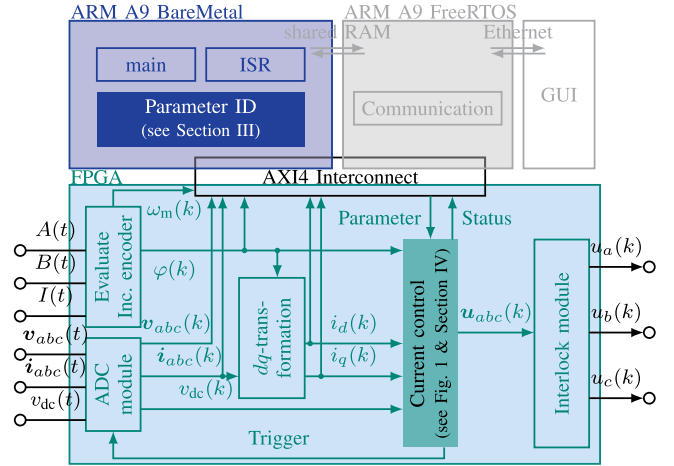 ARM A9 BareMetal
ARM A9 FreeRTOS
shared RAM
Ethernet
main
ISR
Parameter ID
(see Section III)
Communication
GUI
AXI4 Interconnect
FPGA
ωm(k)
Parameter
Status
A(t)
B(t)
I(t)
Evaluate
Inc. encoder
φ(k)
vabc(t)
iabc(t)
vdc(t)
ADC
module
vabc(k)
iabc(k)
vdc(k)
dq-trans-
formation
id(k)
iq(k)
Current control
(see Fig. 1 & Section IV)
uabc(k)
Interlock module
ua(k)
ub(k)
uc(k)
Trigger